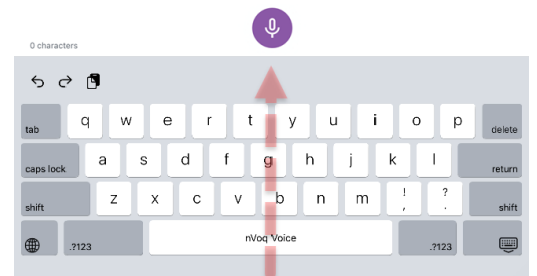 0 characters
tab q w e r t y u i o p delete
caps lock a s d f g h j k l return
shift z x c v b n m ! , ? . shift
.?123 nVoq Voice .?123